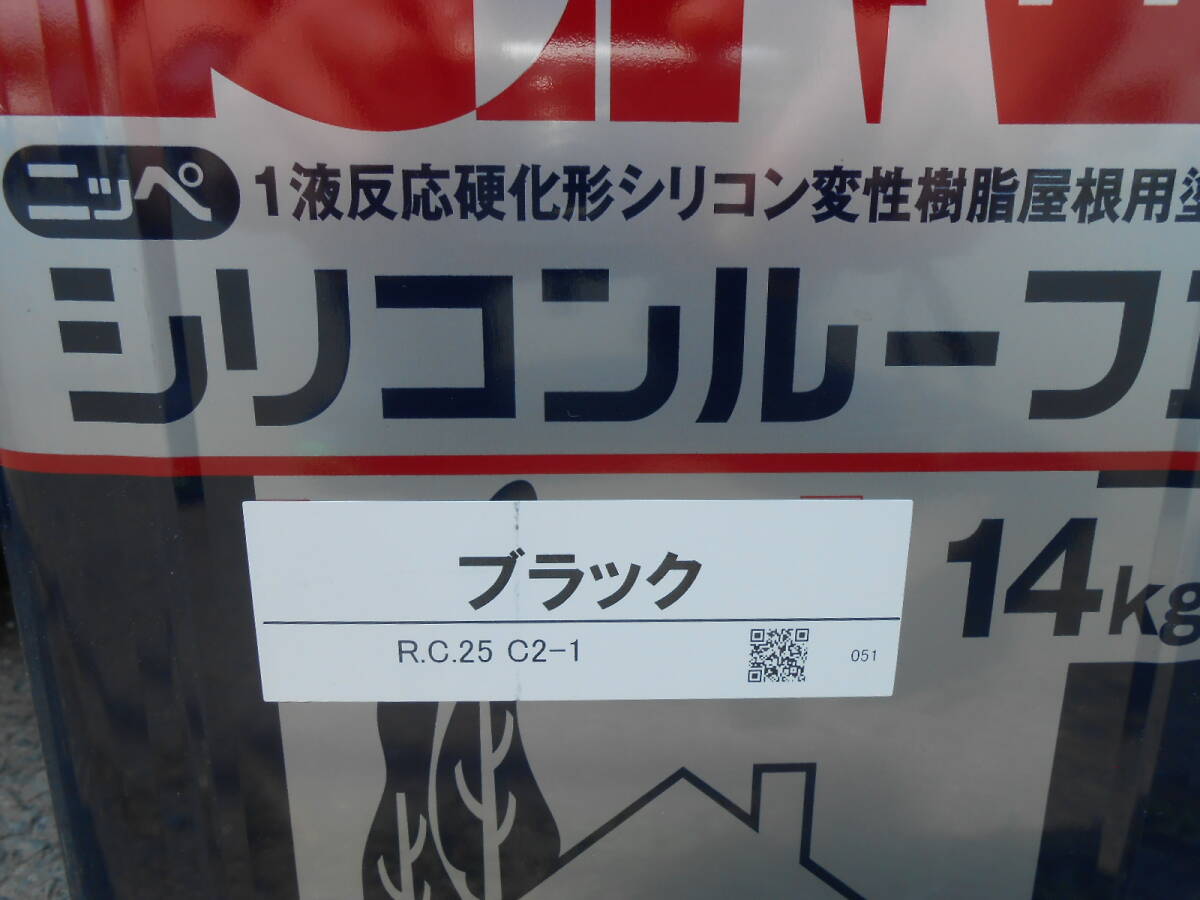 ニッペ 1液反応硬化形シリコン変性樹脂屋根用塗
シリコンルーフ
14kg
ブラック
R.C.25 C2-1
051